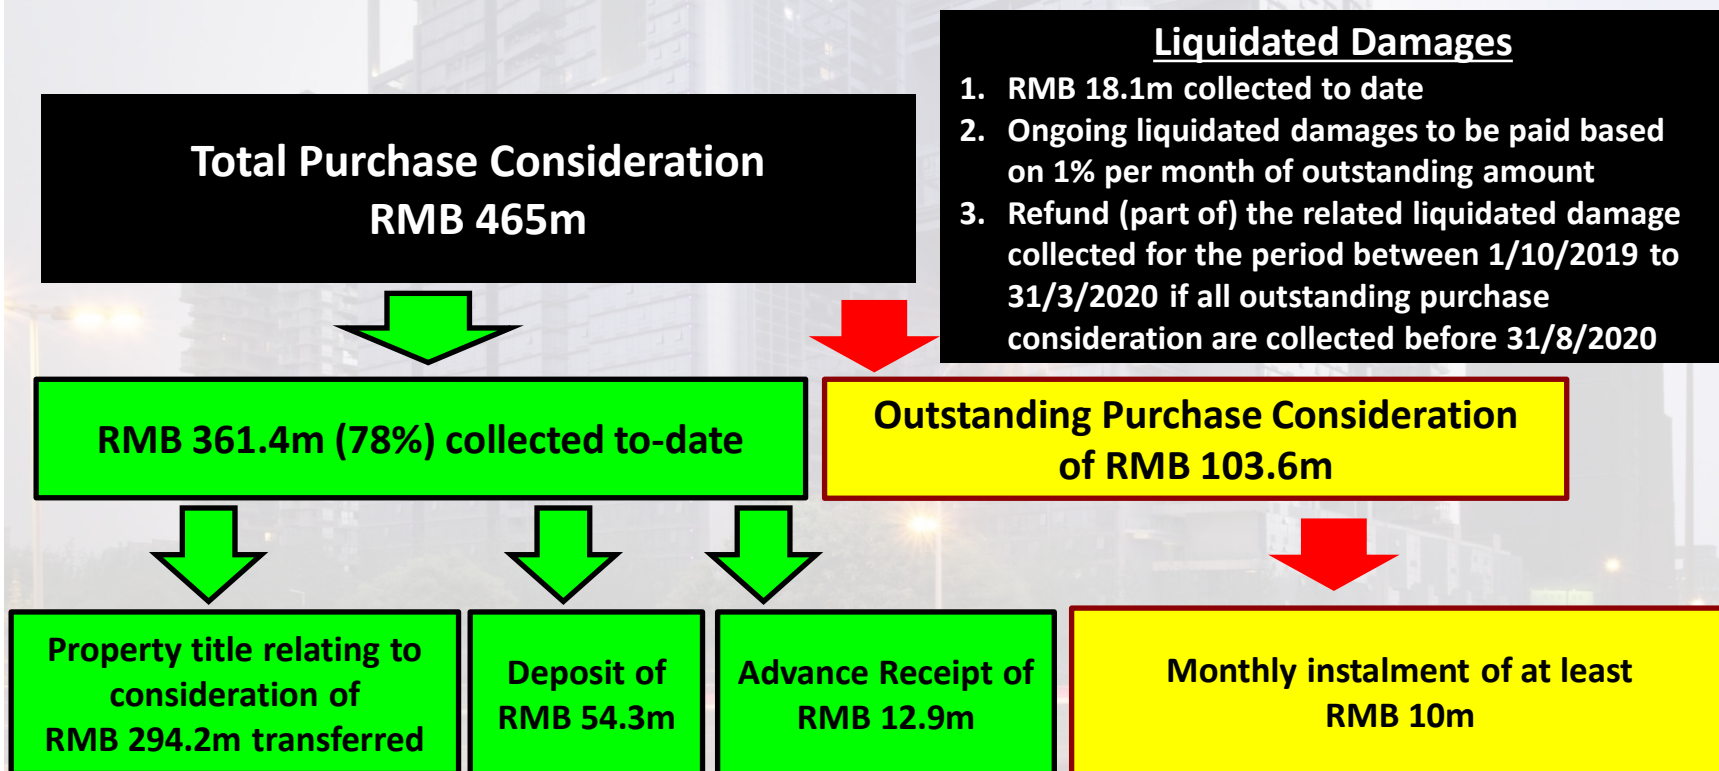 Liquidated Damages
1. RMB 18.1m collected to date
2. Ongoing liquidated damages to be paid based
on 1% per month of outstanding amount
3. Refund (part of) the related liquidated damage
collected for the period between 1/10/2019 to
31/3/2020 if all outstanding purchase
consideration are collected before 31/8/2020
Total Purchase Consideration
RMB 465m
RMB 361.4m (78%) collected to-date
Outstanding Purchase Consideration
of RMB 103.6m
Property title relating to
consideration of
RMB 294.2m transferred
Deposit of
RMB 54.3m
Advance Receipt of
RMB 12.9m
Monthly instalment of at least
RMB 10m